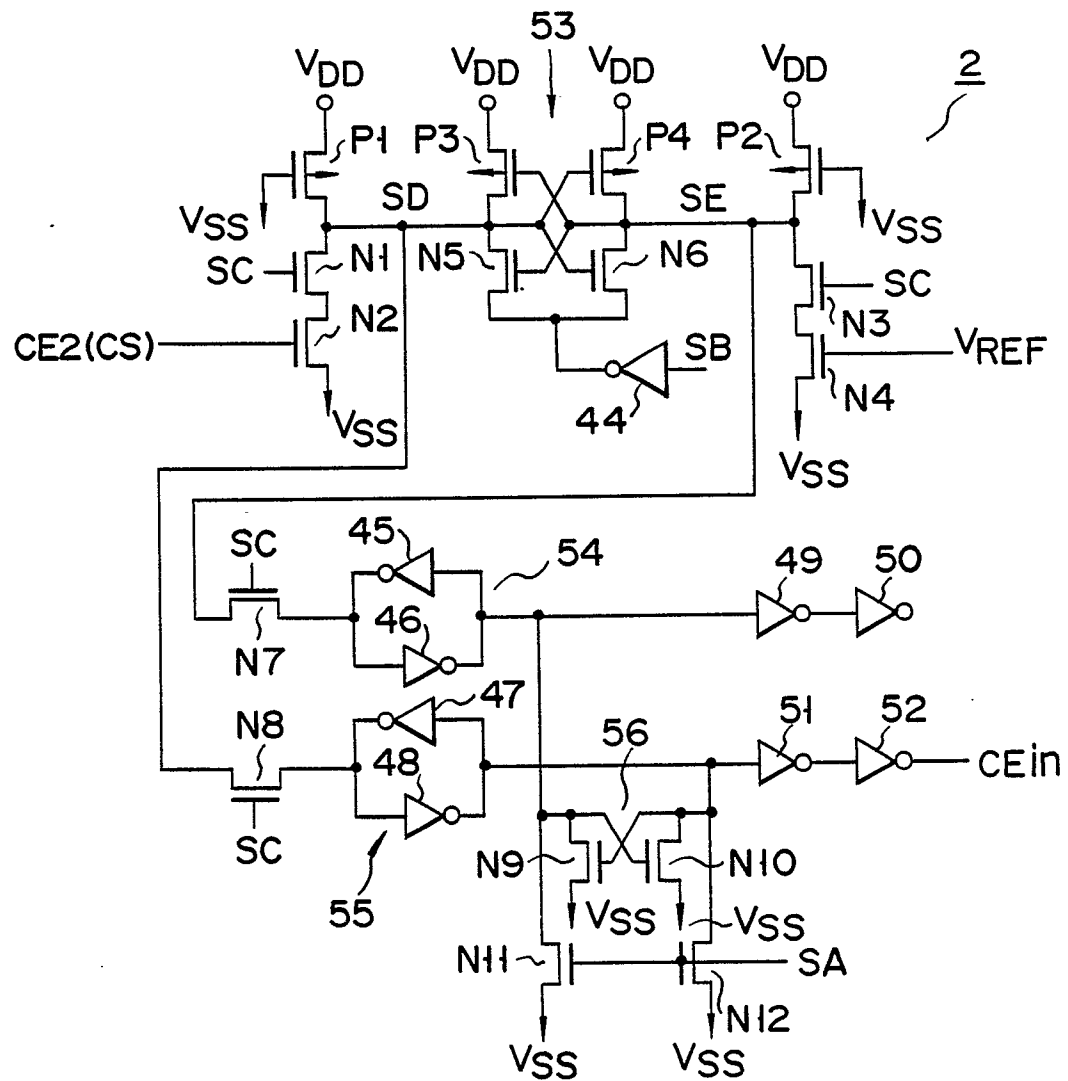 53
2
VDD VDD VDD VDD
P1 P3 P4 P2
SD SE
VSS VSS
SC N1 N5 N6 SC
N2 N3
CE2(CS) SB VREF
44 N4
VSS VSS
45 54
SC 49 50
46
N7 47
N8 56 51 52
48 CEin
SC
N9 N10
55 VSS VSS
N11 SA
N12
VSS VSS